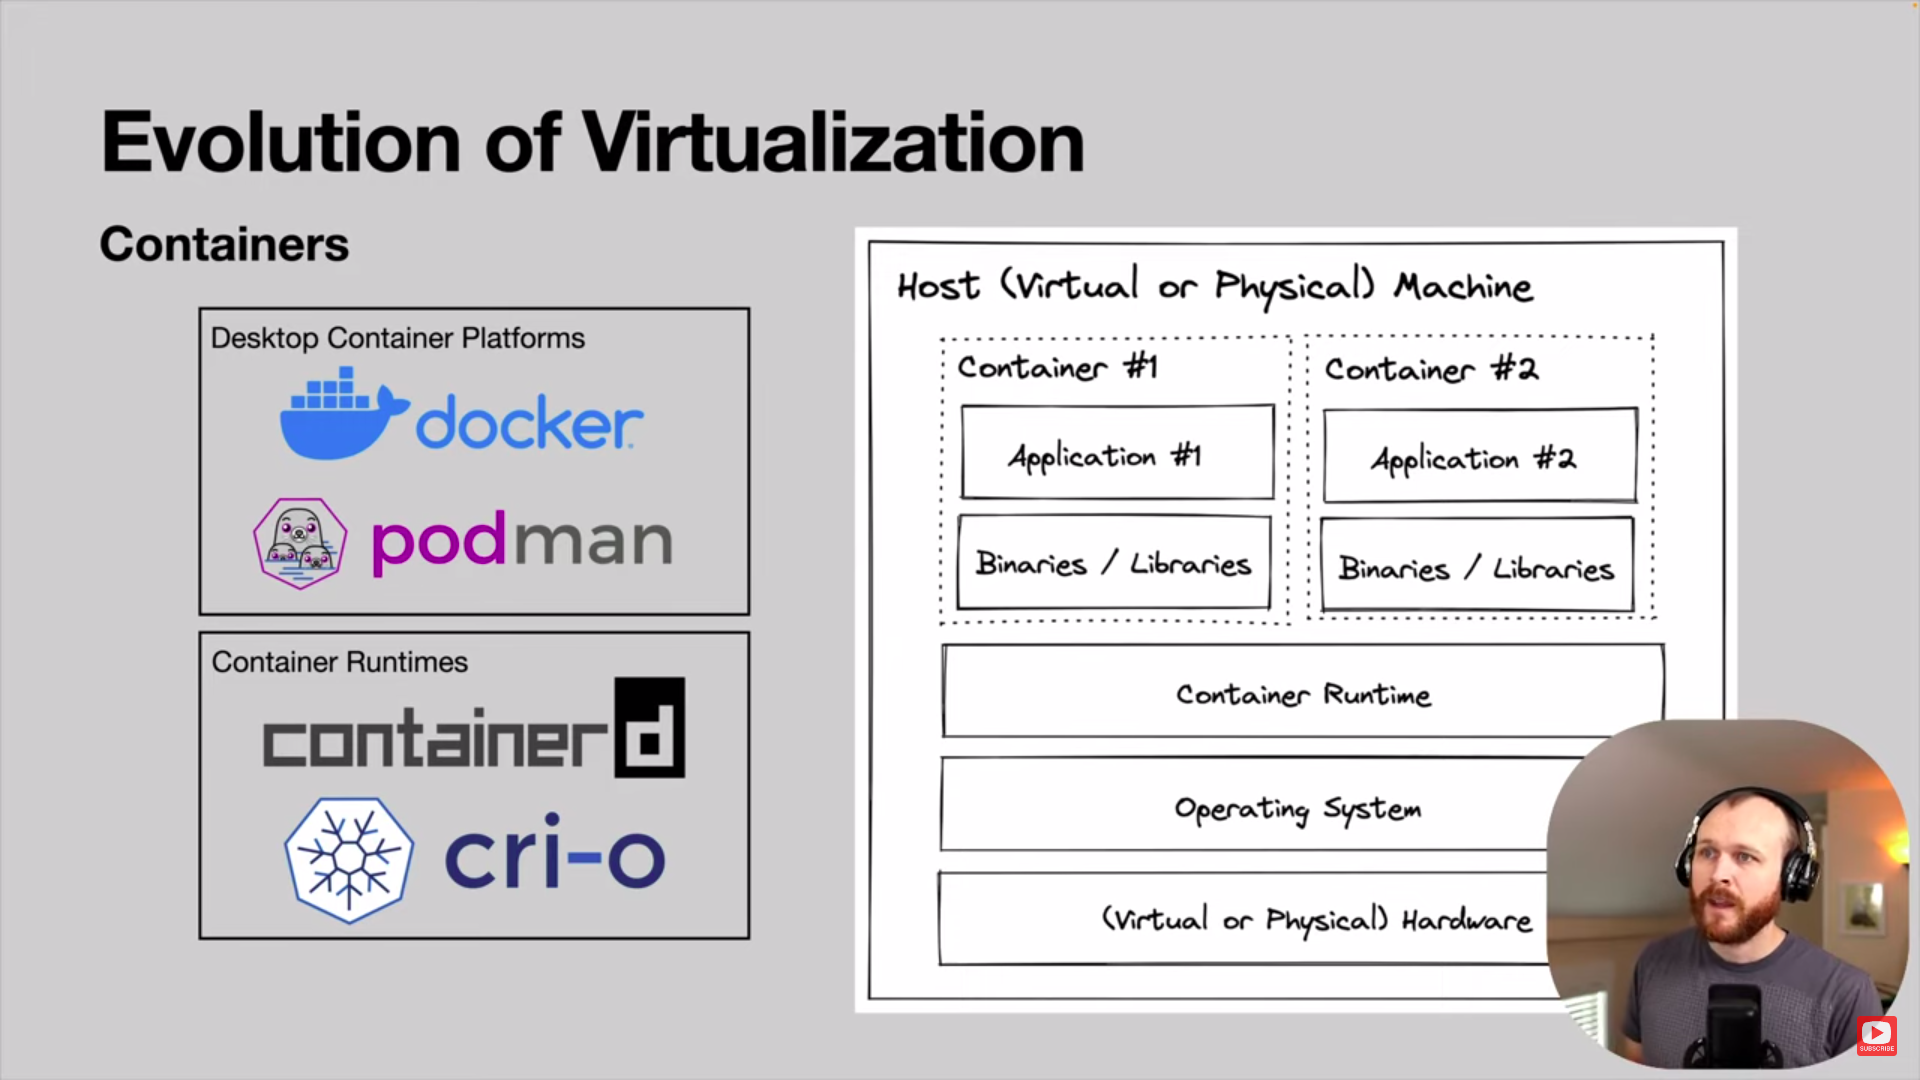 Evolution of Virtualization
Containers
Desktop Container Platforms
docker
podman
Container Runtimes
containerd
cri-o
Host (Virtual or Physical) Machine
Container #1
Application #1
Binaries / Libraries
Container #2
Application #2
Binaries / Libraries
Container Runtime
Operating System
(Virtual or Physical) Hardware
SUBSCRIBE